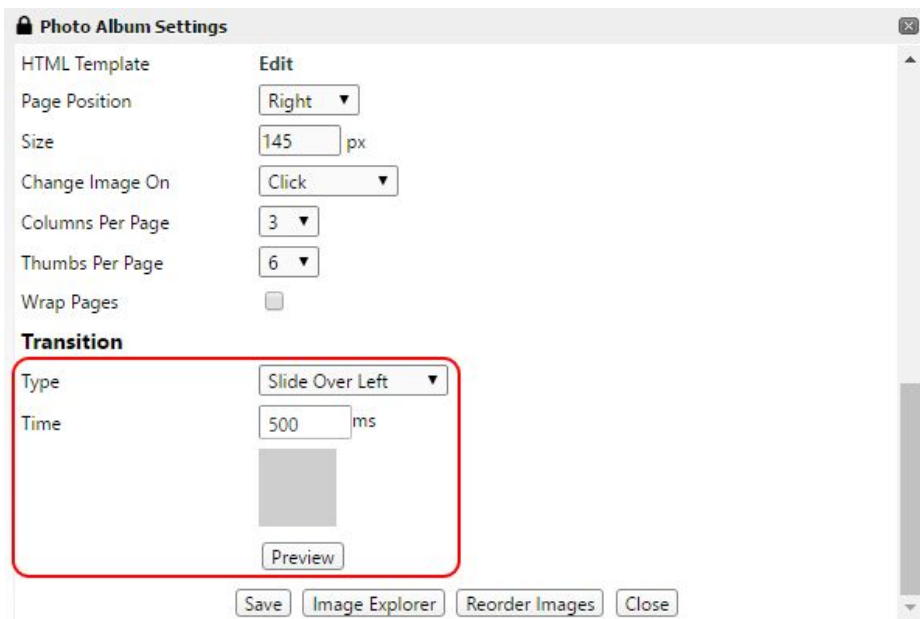 Photo Album Settings
HTML Template Edit
Page Position Right
Size 145 px
Change Image On Click
Columns Per Page 3
Thumbs Per Page 6
Wrap Pages
Transition
Type Slide Over Left
Time 500 ms
Preview
Save Image Explorer Reorder Images Close